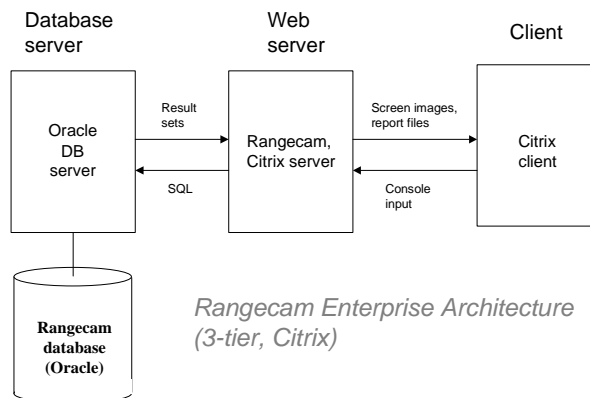 Database
server
Web
server
Client
Oracle
DB
server
Result
sets
SQL
Rangecam,
Citrix server
Screen images,
report files
Console
input
Citrix
client
Rangecam
database
(Oracle)
Rangecam Enterprise Architecture
(3-tier, Citrix)